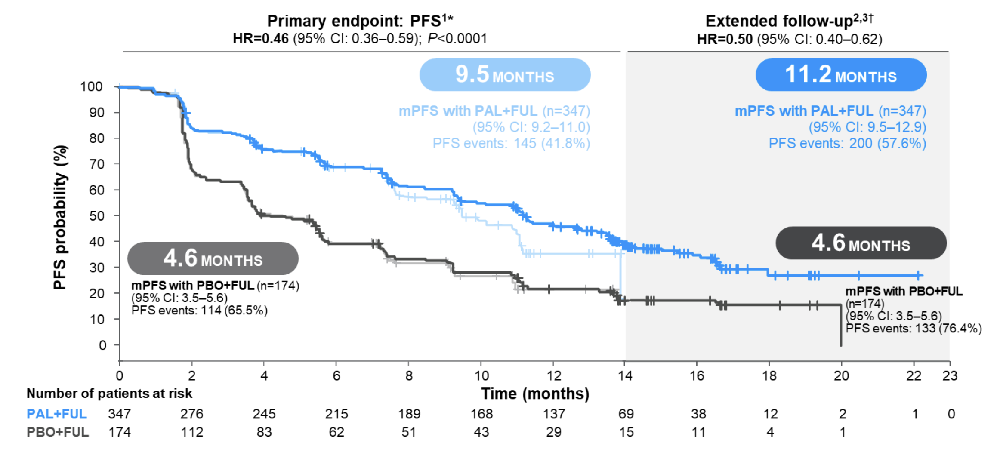 Primary endpoint: PFS¹*
HR=0.46 (95% CI: 0.36–0.59); P<0.0001
Extended follow-up²,³†
HR=0.50 (95% CI: 0.40–0.62)
9.5 MONTHS
mPFS with PAL+FUL (n=347)
(95% CI: 9.2–11.0)
PFS events: 145 (41.8%)
11.2 MONTHS
mPFS with PAL+FUL (n=347)
(95% CI: 9.5–12.9)
PFS events: 200 (57.6%)
PFS probability (%)
100
90
80
70
60
50
40
30
20
10
0
4.6 MONTHS
mPFS with PBO+FUL (n=174)
(95% CI: 3.5–5.6)
PFS events: 114 (65.5%)
4.6 MONTHS
mPFS with PBO+FUL
(n=174)
(95% CI: 3.5–5.6)
PFS events: 133 (76.4%)
0 2 4 6 8 10 12 14 16 18 20 22 23
Time (months)
Number of patients at risk
PAL+FUL 347 276 245 215 189 168 137 69 38 12 2 1 0
PBO+FUL 174 112 83 62 51 43 29 15 11 4 1